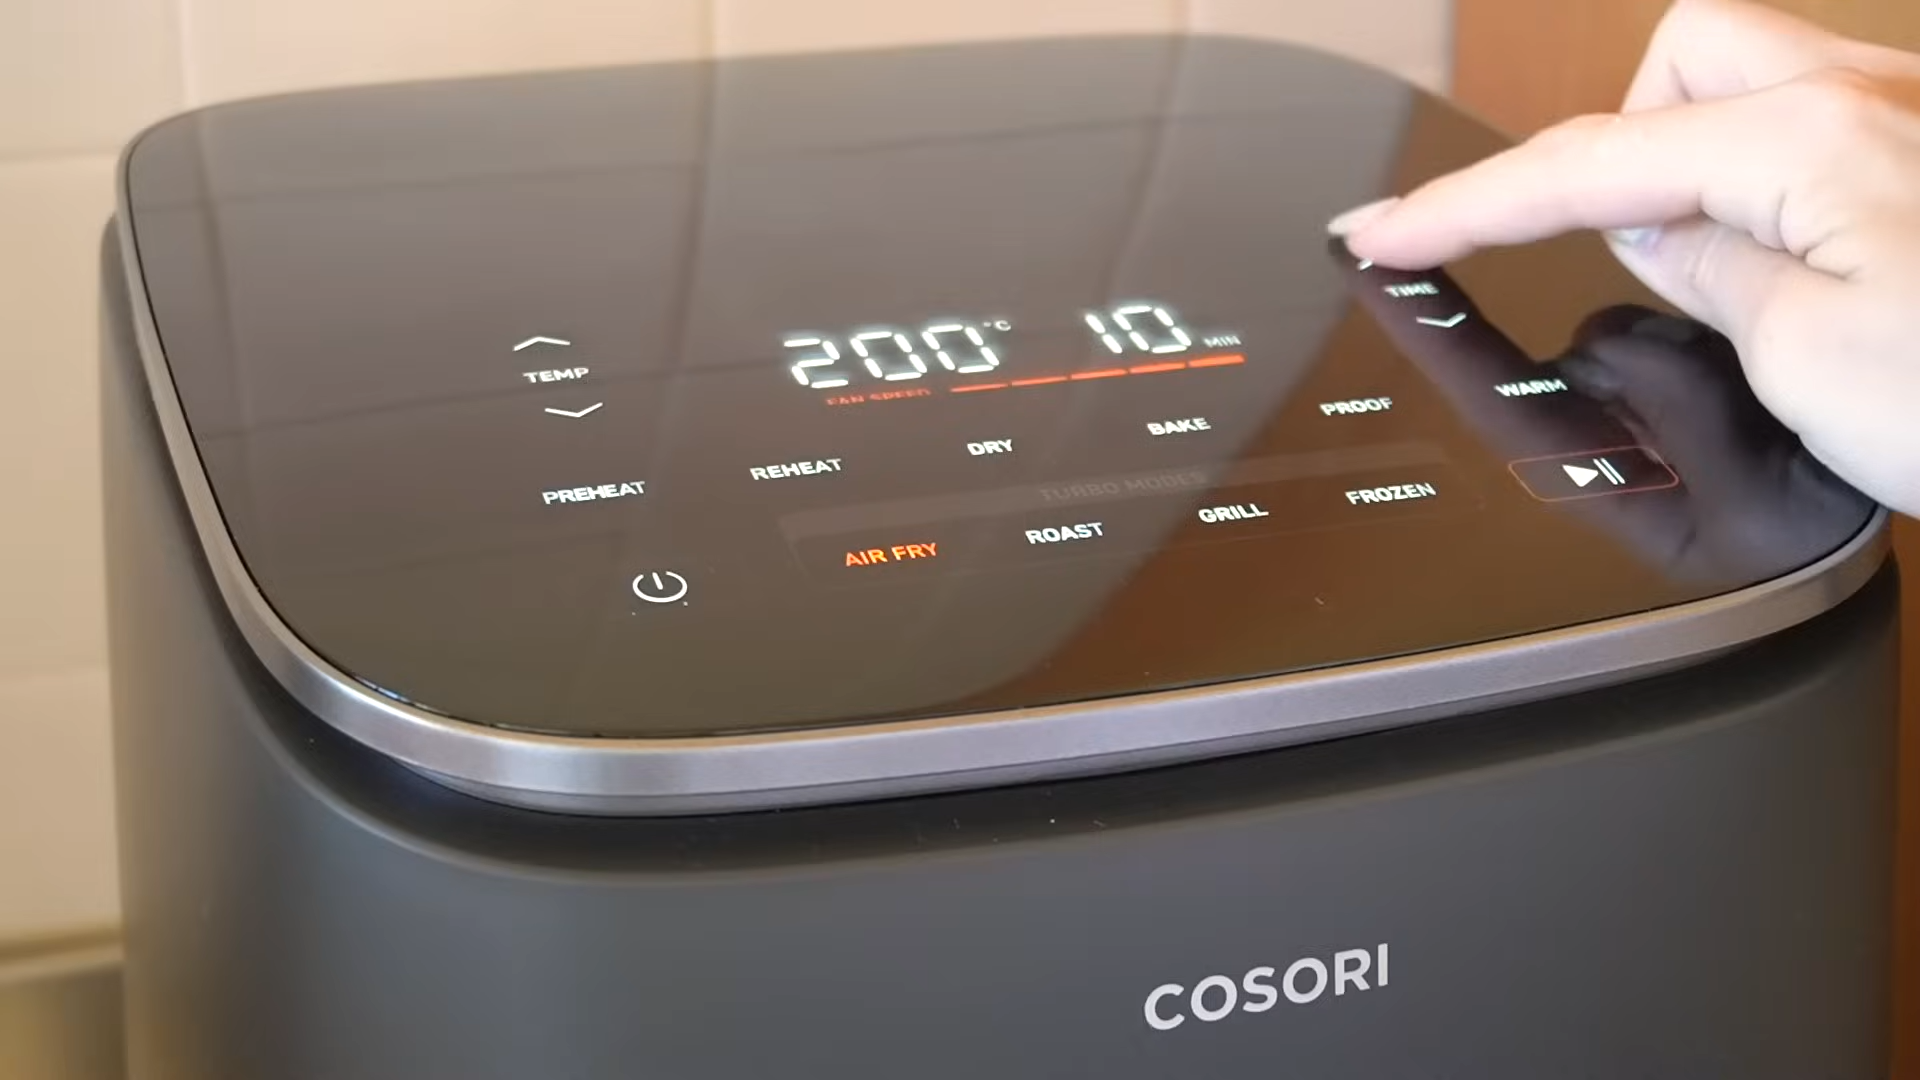 TEMP
200°C 10 MIN
TIME
FAN SPEED
PREHEAT REHEAT DRY BAKE PROOF WARM
TURBO MODES
AIR FRY ROAST GRILL FROZEN
COSORI